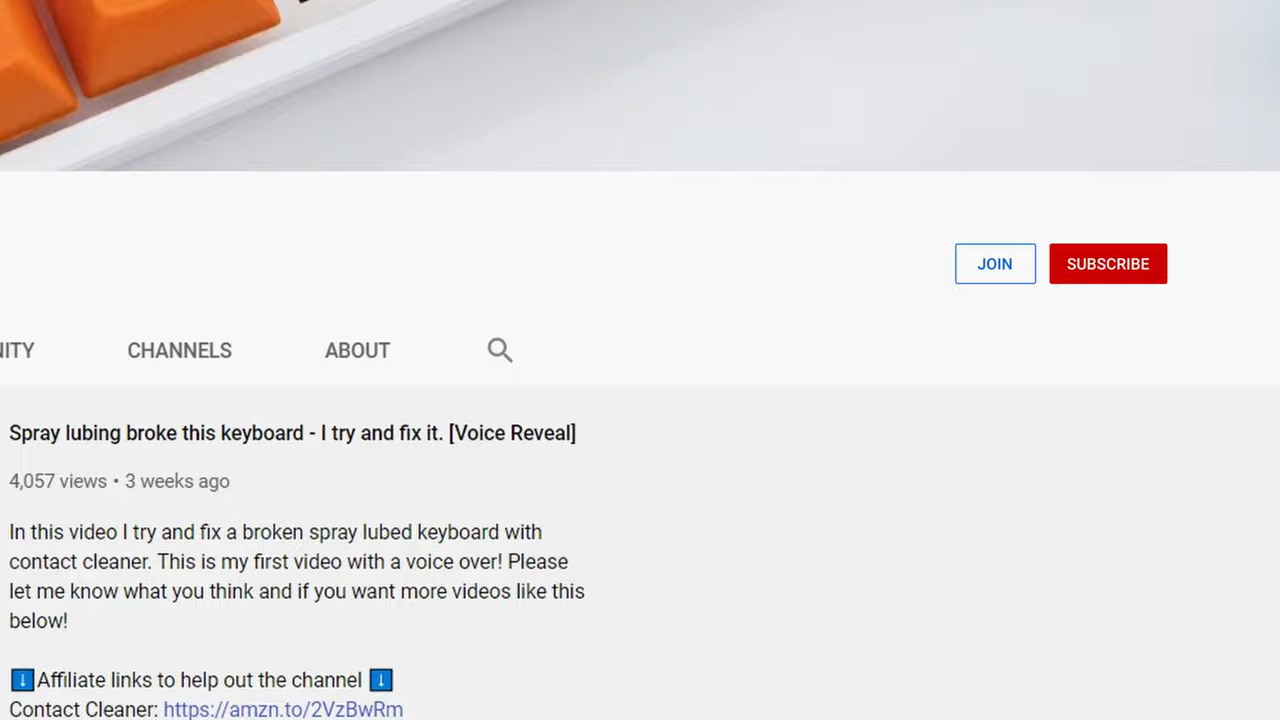 JOIN
SUBSCRIBE
NITY
CHANNELS
ABOUT
Spray lubing broke this keyboard - I try and fix it. [Voice Reveal]
4,057 views • 3 weeks ago
In this video I try and fix a broken spray lubed keyboard with
contact cleaner. This is my first video with a voice over! Please
let me know what you think and if you want more videos like this
below!
⬇️Affiliate links to help out the channel ⬇️
Contact Cleaner: https://amzn.to/2VzBwRm